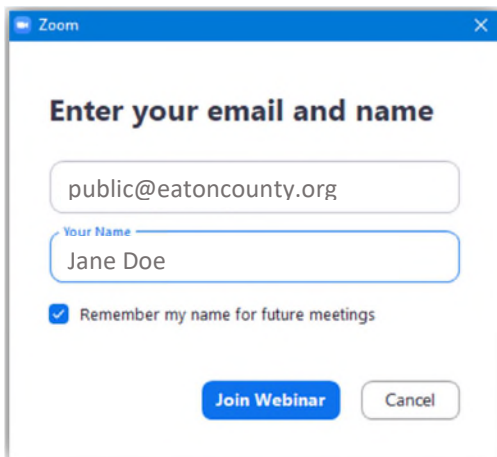 Zoom
Enter your email and name
public@eatoncounty.org
Your Name
Jane Doe
Remember my name for future meetings
Join Webinar Cancel